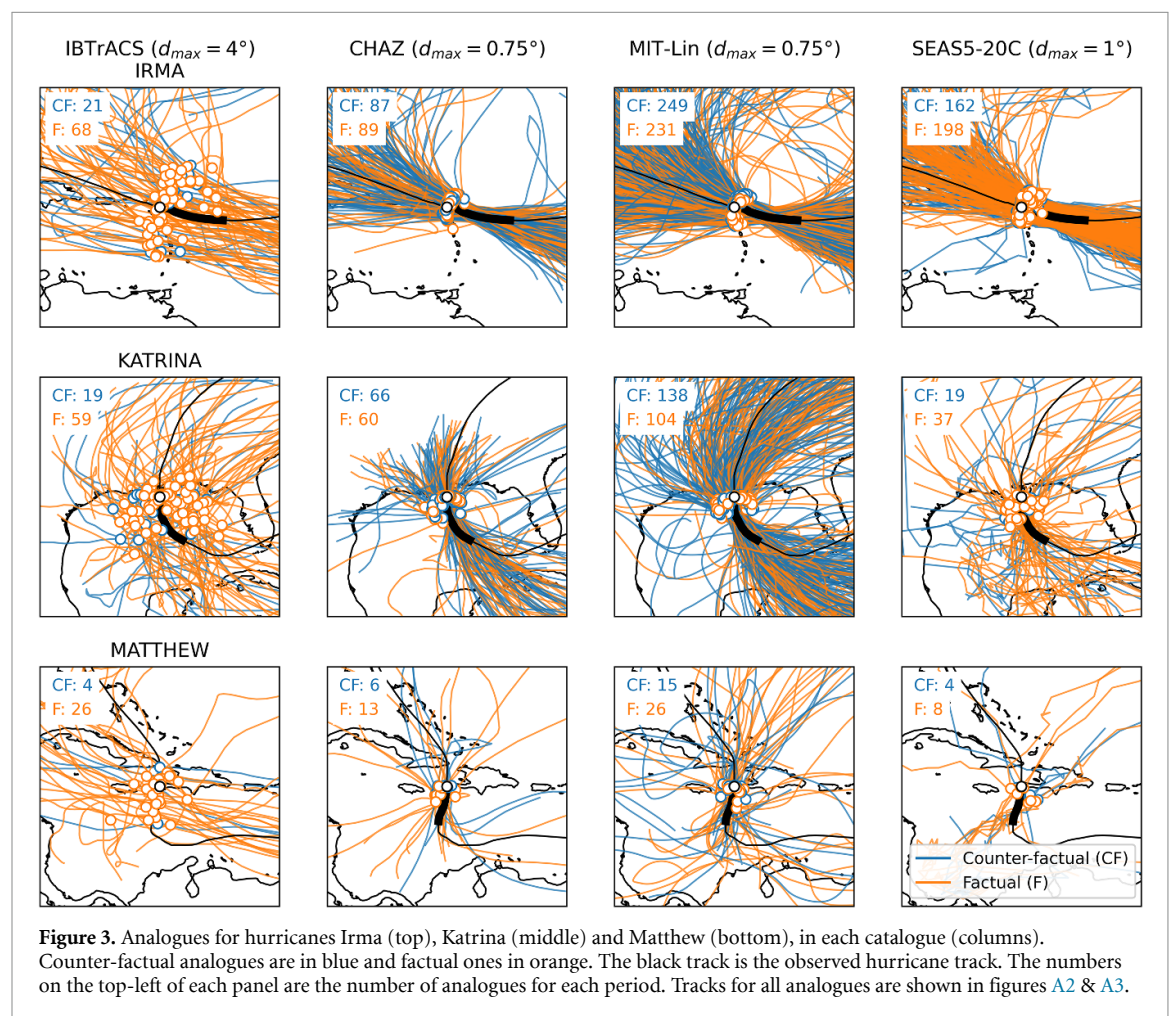 IBTrACS (d_max = 4°)
CHAZ (d_max = 0.75°)
MIT-Lin (d_max = 0.75°)
SEAS5-20C (d_max = 1°)
IRMA
CF: 21
F: 68
CF: 87
F: 89
CF: 249
F: 231
CF: 162
F: 198
KATRINA
CF: 19
F: 59
CF: 66
F: 60
CF: 138
F: 104
CF: 19
F: 37
MATTHEW
CF: 4
F: 26
CF: 6
F: 13
CF: 15
F: 26
CF: 4
F: 8
Counter-factual (CF)
Factual (F)
Figure 3. Analogues for hurricanes Irma (top), Katrina (middle) and Matthew (bottom), in each catalogue (columns).
Counter-factual analogues are in blue and factual ones in orange. The black track is the observed hurricane track. The numbers
on the top-left of each panel are the number of analogues for each period. Tracks for all analogues are shown in figures A2 & A3.